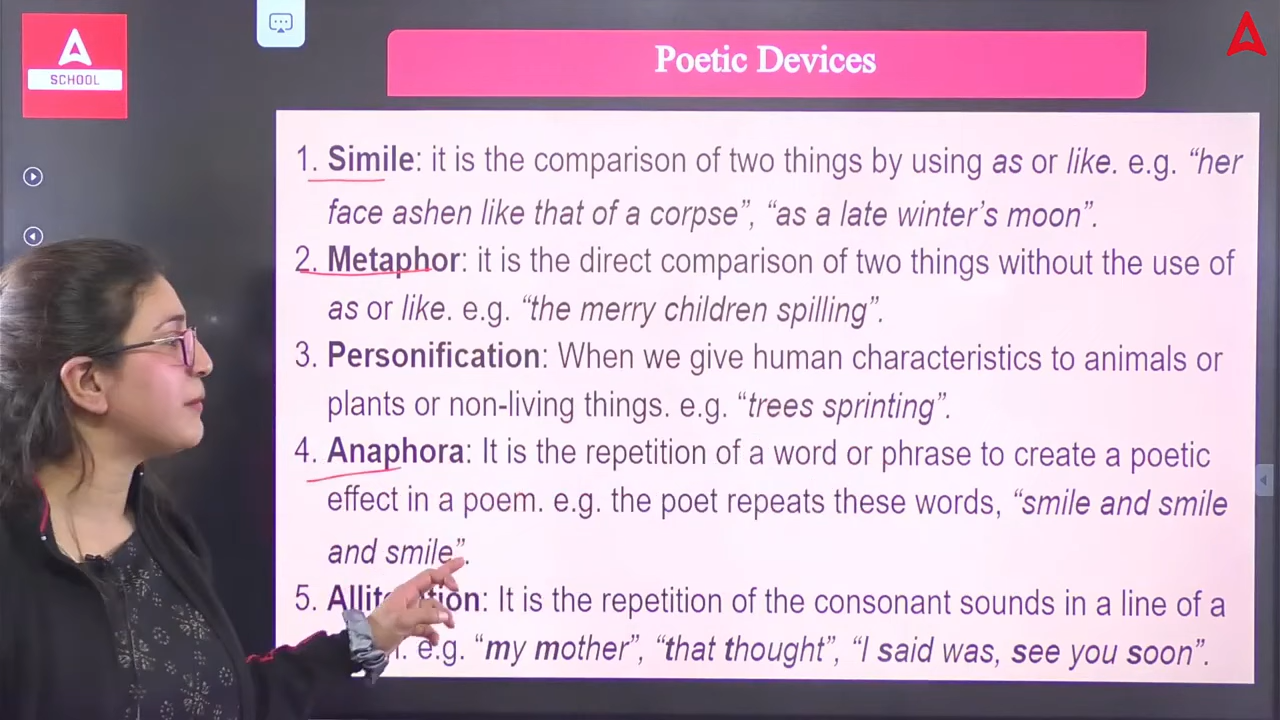 SCHOOL
Poetic Devices
1. Simile: it is the comparison of two things by using as or like. e.g. “her
face ashen like that of a corpse”, “as a late winter’s moon”.
2. Metaphor: it is the direct comparison of two things without the use of
as or like. e.g. “the merry children spilling”.
3. Personification: When we give human characteristics to animals or
plants or non-living things. e.g. “trees sprinting”.
4. Anaphora: It is the repetition of a word or phrase to create a poetic
effect in a poem. e.g. the poet repeats these words, “smile and smile
and smile”.
5. Alliteration: It is the repetition of the consonant sounds in a line of a
e.g. “my mother”, “that thought”, “I said was, see you soon”.